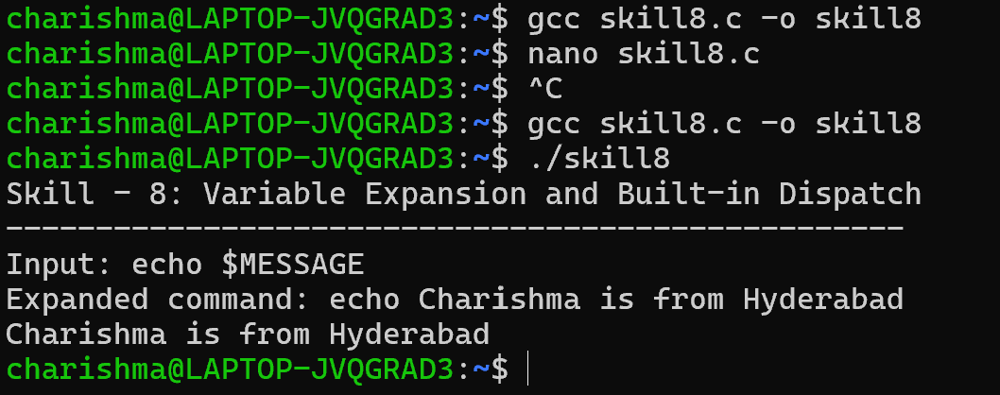 charishma@LAPTOP-JVQGRAD3:~$ gcc skill8.c -o skill8
charishma@LAPTOP-JVQGRAD3:~$ nano skill8.c
charishma@LAPTOP-JVQGRAD3:~$ ^C
charishma@LAPTOP-JVQGRAD3:~$ gcc skill8.c -o skill8
charishma@LAPTOP-JVQGRAD3:~$ ./skill8
Skill - 8: Variable Expansion and Built-in Dispatch
--------------------------------------------------
Input: echo $MESSAGE
Expanded command: echo Charishma is from Hyderabad
Charishma is from Hyderabad
charishma@LAPTOP-JVQGRAD3:~$